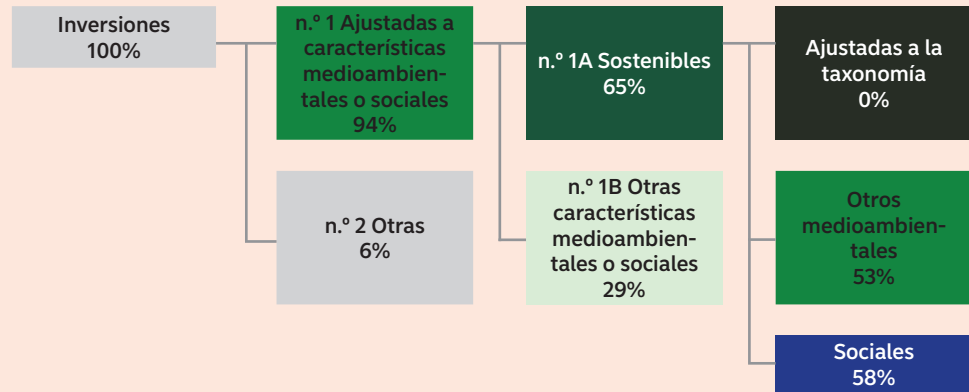 Inversiones
100%
n.º 1 Ajustadas a
características
medioambien-
tales o sociales
94%
n.º 1A Sostenibles
65%
Ajustadas a la
taxonomía
0%
n.º 2 Otras
6%
n.º 1B Otras
características
medioambien-
tales o sociales
29%
Otros
medioambien-
tales
53%
Sociales
58%